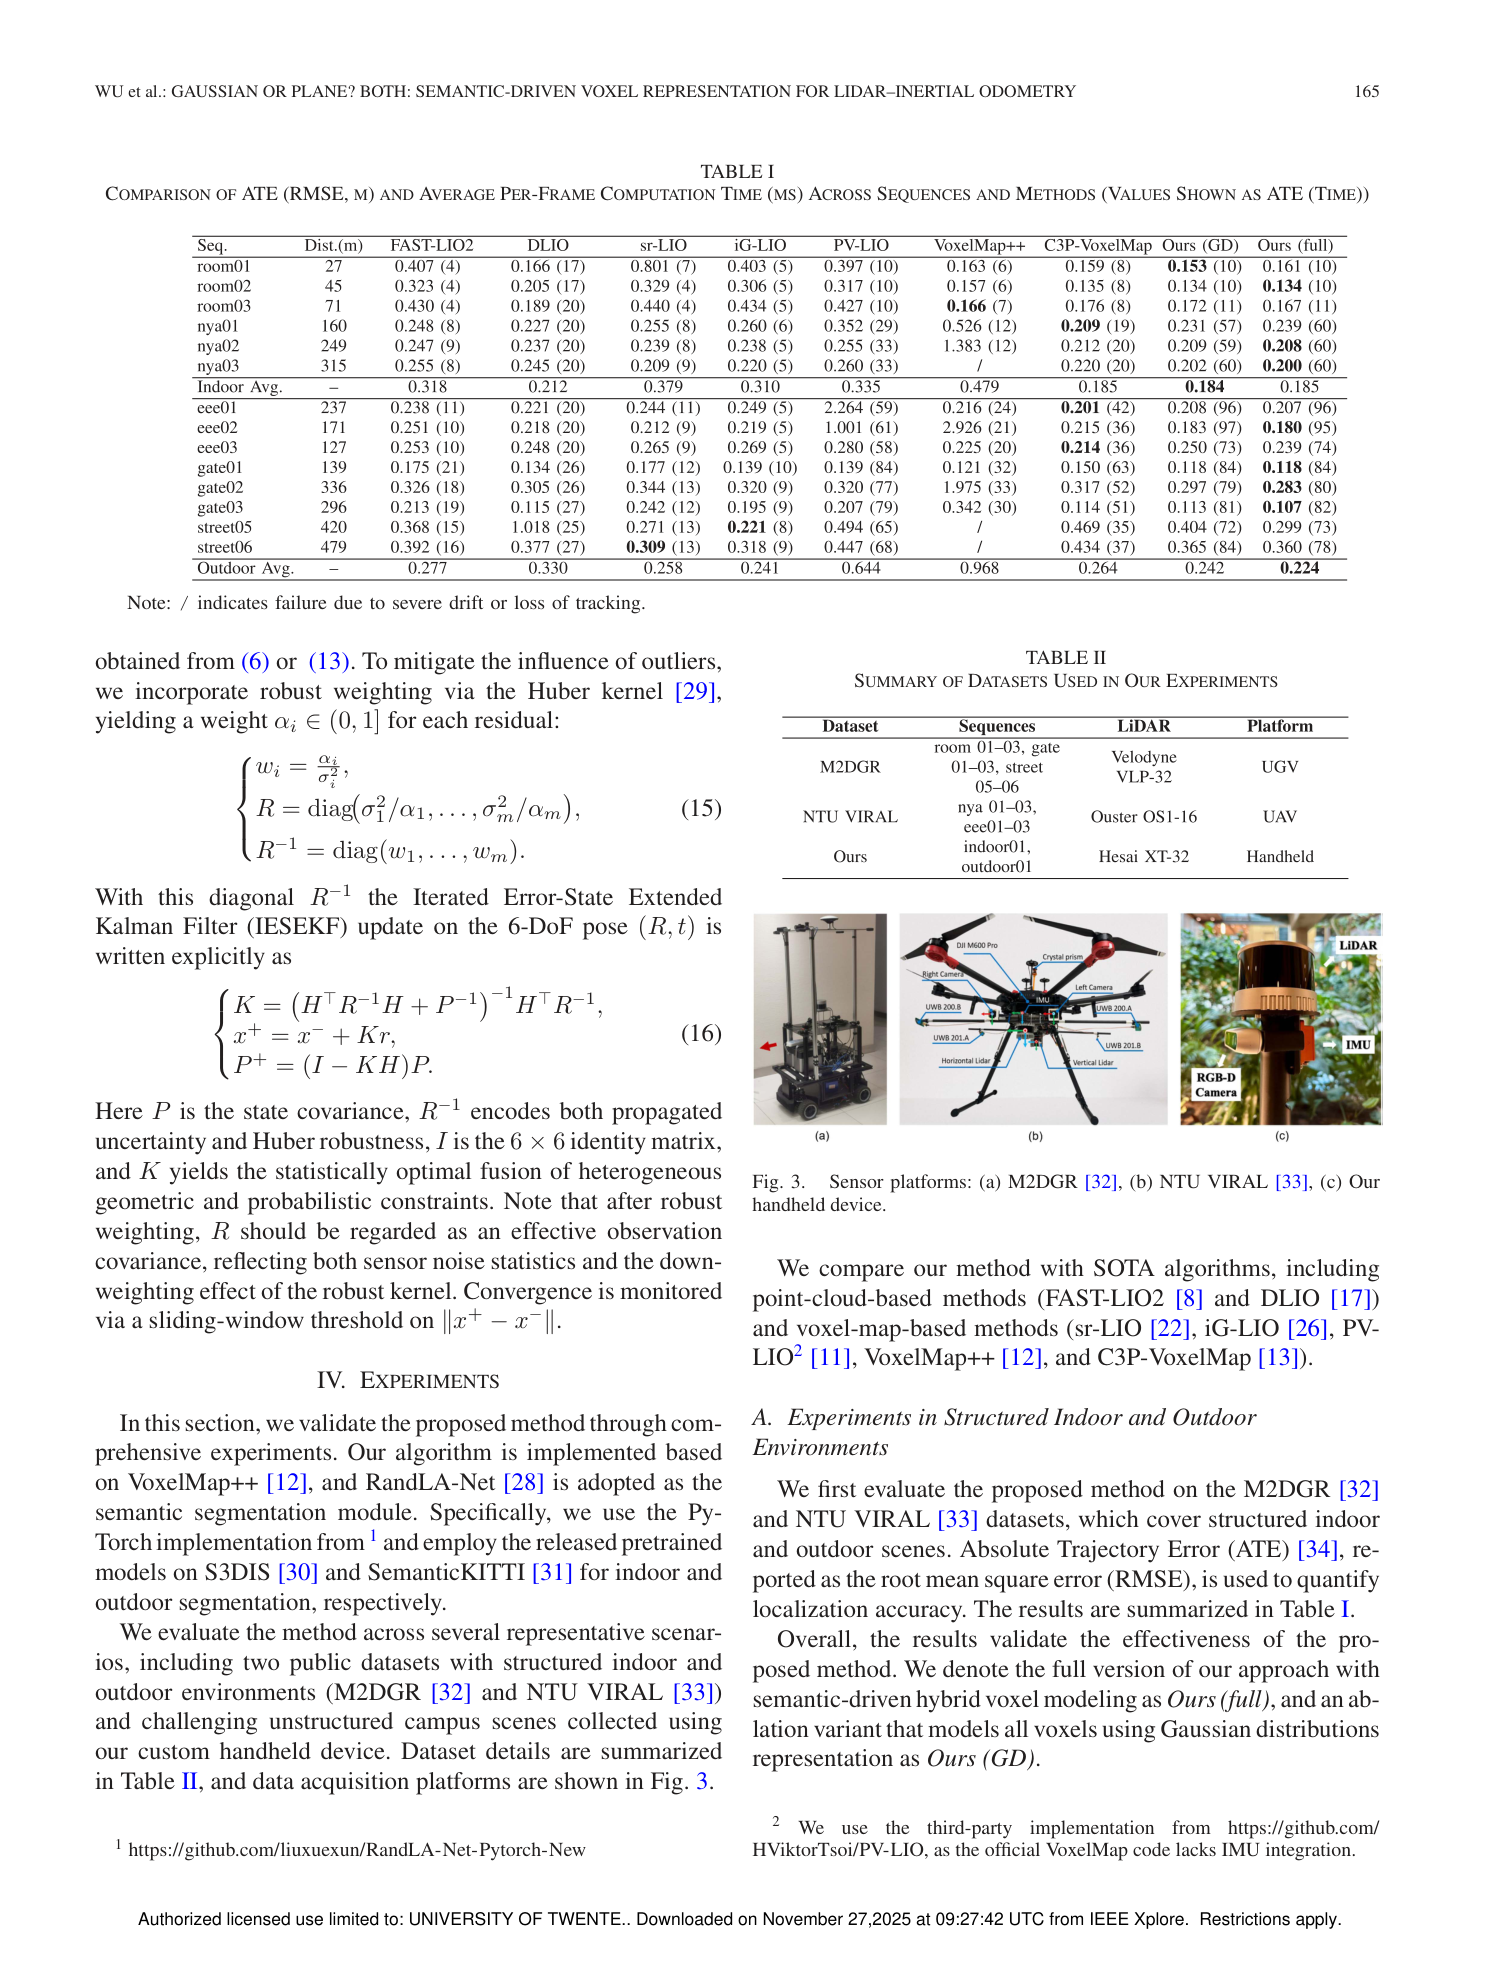 WU et al.: GAUSSIAN OR PLANE? BOTH: SEMANTIC-DRIVEN VOXEL REPRESENTATION FOR LIDAR–INERTIAL ODOMETRY 165
TABLE I
COMPARISON OF ATE (RMSE, M) AND AVERAGE PER-FRAME COMPUTATION TIME (MS) ACROSS SEQUENCES AND METHODS (VALUES SHOWN AS ATE (TIME))
Seq. Dist.(m) FAST-LIO2 DLIO sr-LIO iG-LIO PV-LIO VoxelMap++ C3P-VoxelMap Ours (GD) Ours (full)
room01 27 0.407 (4) 0.166 (17) 0.801 (7) 0.403 (5) 0.397 (10) 0.163 (6) 0.159 (8) 0.153 (10) 0.161 (10)
room02 45 0.323 (4) 0.205 (17) 0.329 (4) 0.306 (5) 0.317 (10) 0.157 (6) 0.135 (8) 0.134 (10) 0.134 (10)
room03 71 0.430 (4) 0.189 (20) 0.440 (4) 0.434 (5) 0.427 (10) 0.166 (7) 0.176 (8) 0.172 (11) 0.167 (11)
nya01 160 0.248 (8) 0.227 (20) 0.255 (8) 0.260 (6) 0.352 (29) 0.526 (12) 0.209 (19) 0.231 (57) 0.239 (60)
nya02 249 0.247 (9) 0.237 (20) 0.239 (8) 0.238 (5) 0.255 (33) 1.383 (12) 0.212 (20) 0.209 (59) 0.208 (60)
nya03 315 0.255 (8) 0.245 (20) 0.209 (9) 0.220 (5) 0.260 (33) / 0.220 (20) 0.202 (60) 0.200 (60)
Indoor Avg. – 0.318 0.212 0.379 0.310 0.335 0.479 0.185 0.184 0.185
eee01 237 0.238 (11) 0.221 (20) 0.244 (11) 0.249 (5) 2.264 (59) 0.216 (24) 0.201 (42) 0.208 (96) 0.207 (96)
eee02 171 0.251 (10) 0.218 (20) 0.212 (9) 0.219 (5) 1.001 (61) 2.926 (21) 0.215 (36) 0.183 (97) 0.180 (95)
eee03 127 0.253 (10) 0.248 (20) 0.265 (9) 0.269 (5) 0.280 (58) 0.225 (20) 0.214 (36) 0.250 (73) 0.239 (74)
gate01 139 0.175 (21) 0.134 (26) 0.177 (12) 0.139 (10) 0.139 (84) 0.121 (32) 0.150 (63) 0.118 (84) 0.118 (84)
gate02 336 0.326 (18) 0.305 (26) 0.344 (13) 0.320 (9) 0.320 (77) 1.975 (33) 0.317 (52) 0.297 (79) 0.283 (80)
gate03 296 0.213 (19) 0.115 (27) 0.242 (12) 0.195 (9) 0.207 (79) 0.342 (30) 0.114 (51) 0.113 (81) 0.107 (82)
street05 420 0.368 (15) 1.018 (25) 0.271 (13) 0.221 (8) 0.494 (65) / 0.469 (35) 0.404 (72) 0.299 (73)
street06 479 0.392 (16) 0.377 (27) 0.309 (13) 0.318 (9) 0.447 (68) / 0.434 (37) 0.365 (84) 0.360 (78)
Outdoor Avg. – 0.277 0.330 0.258 0.241 0.644 0.968 0.264 0.242 0.224
Note: / indicates failure due to severe drift or loss of tracking.
obtained from (6) or (13). To mitigate the influence of outliers,
we incorporate robust weighting via the Huber kernel [29],
yielding a weight αᵢ ∈ (0, 1] for each residual:
wᵢ = αᵢ/σᵢ²,
R = diag(σ₁²/α₁, . . . , σₘ²/αₘ), (15)
R⁻¹ = diag(w₁, . . . , wₘ).
With this diagonal R⁻¹ the Iterated Error-State Extended
Kalman Filter (IESEKF) update on the 6-DoF pose (R, t) is
written explicitly as
K = (H⊤R⁻¹H + P⁻¹)⁻¹H⊤R⁻¹,
x⁺ = x⁻ + Kr, (16)
P⁺ = (I − KH)P.
Here P is the state covariance, R⁻¹ encodes both propagated
uncertainty and Huber robustness, I is the 6 × 6 identity matrix,
and K yields the statistically optimal fusion of heterogeneous
geometric and probabilistic constraints. Note that after robust
weighting, R should be regarded as an effective observation
covariance, reflecting both sensor noise statistics and the down-
weighting effect of the robust kernel. Convergence is monitored
via a sliding-window threshold on ‖x⁺ − x⁻‖.
IV. EXPERIMENTS
In this section, we validate the proposed method through com-
prehensive experiments. Our algorithm is implemented based
on VoxelMap++ [12], and RandLA-Net [28] is adopted as the
semantic segmentation module. Specifically, we use the Py-
Torch implementation from ¹ and employ the released pretrained
models on S3DIS [30] and SemanticKITTI [31] for indoor and
outdoor segmentation, respectively.
We evaluate the method across several representative scenar-
ios, including two public datasets with structured indoor and
outdoor environments (M2DGR [32] and NTU VIRAL [33])
and challenging unstructured campus scenes collected using
our custom handheld device. Dataset details are summarized
in Table II, and data acquisition platforms are shown in Fig. 3.
¹ https://github.com/liuxuexun/RandLA-Net-Pytorch-New
TABLE II
SUMMARY OF DATASETS USED IN OUR EXPERIMENTS
Dataset Sequences LiDAR Platform
M2DGR room 01–03, gate 01–03, street 05–06 Velodyne VLP-32 UGV
NTU VIRAL nya 01–03, eee01–03 Ouster OS1-16 UAV
Ours indoor01, outdoor01 Hesai XT-32 Handheld
DJI M600 Pro
Crystal prism
Right Camera
Left Camera
IMU
UWB 200.B
UWB 200.A
UWB 201.A
UWB 201.B
Horizontal Lidar
Vertical Lidar
LiDAR
IMU
RGB-D
Camera
(a) (b) (c)
Fig. 3. Sensor platforms: (a) M2DGR [32], (b) NTU VIRAL [33], (c) Our
handheld device.
We compare our method with SOTA algorithms, including
point-cloud-based methods (FAST-LIO2 [8] and DLIO [17])
and voxel-map-based methods (sr-LIO [22], iG-LIO [26], PV-
LIO² [11], VoxelMap++ [12], and C3P-VoxelMap [13]).
A. Experiments in Structured Indoor and Outdoor
Environments
We first evaluate the proposed method on the M2DGR [32]
and NTU VIRAL [33] datasets, which cover structured indoor
and outdoor scenes. Absolute Trajectory Error (ATE) [34], re-
ported as the root mean square error (RMSE), is used to quantify
localization accuracy. The results are summarized in Table I.
Overall, the results validate the effectiveness of the pro-
posed method. We denote the full version of our approach with
semantic-driven hybrid voxel modeling as Ours (full), and an ab-
lation variant that models all voxels using Gaussian distributions
representation as Ours (GD).
² We use the third-party implementation from https://github.com/
HViktorTsoi/PV-LIO, as the official VoxelMap code lacks IMU integration.
Authorized licensed use limited to: UNIVERSITY OF TWENTE.. Downloaded on November 27,2025 at 09:27:42 UTC from IEEE Xplore. Restrictions apply.